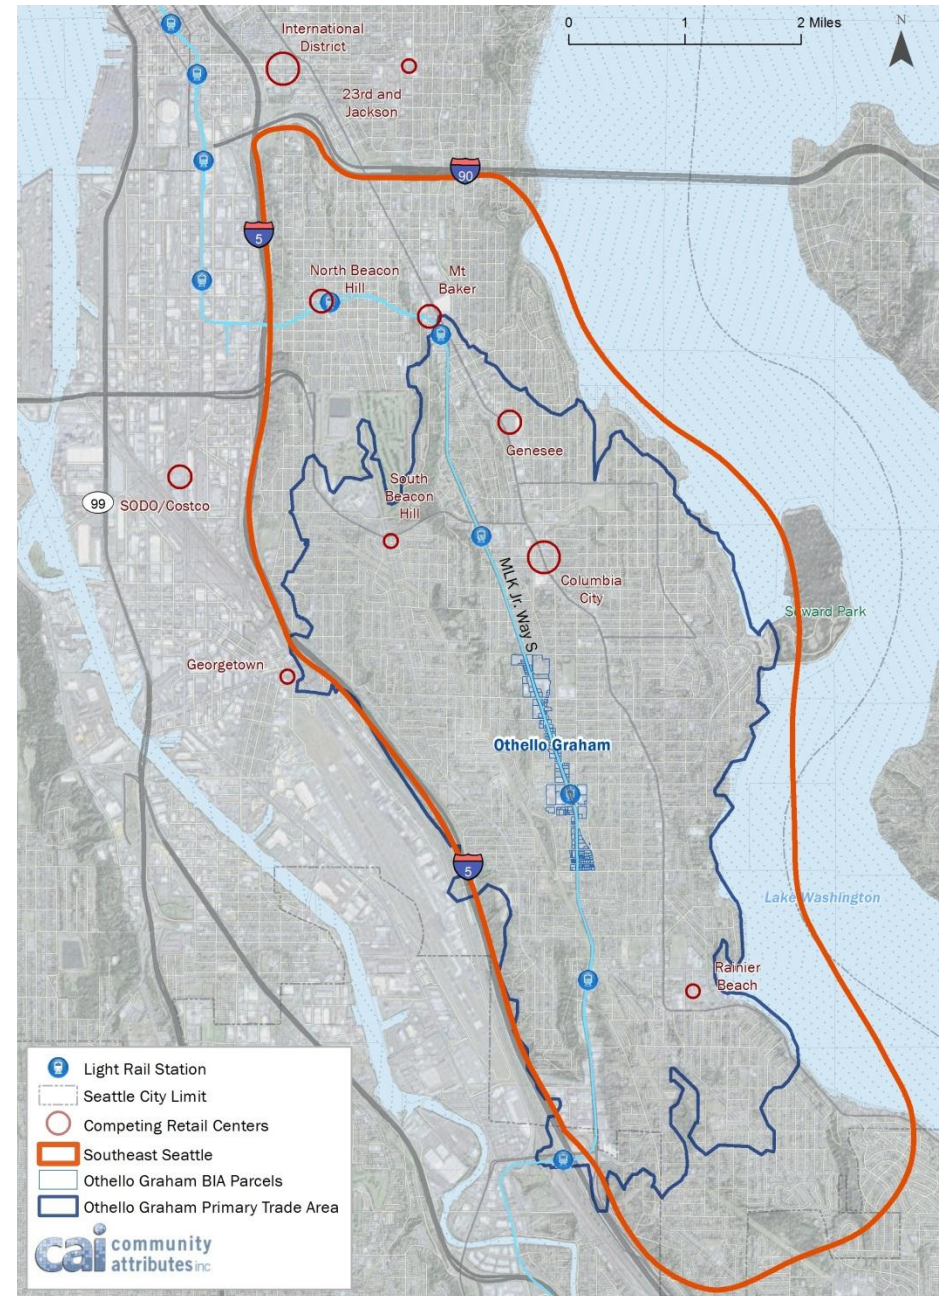 0 1 2 Miles
N
International
District
23rd and
Jackson
90
5
North Beacon
Hill
Mt
Baker
Genesee
South
Beacon
Hill
99
SODO/Costco
Columbia
City
MLK Jr. Way S
Seward Park
Georgetown
Othello Graham
5
Lake Washington
Rainier
Beach
Light Rail Station
Seattle City Limit
Competing Retail Centers
Southeast Seattle
Othello Graham BIA Parcels
Othello Graham Primary Trade Area
cai community
attributes inc